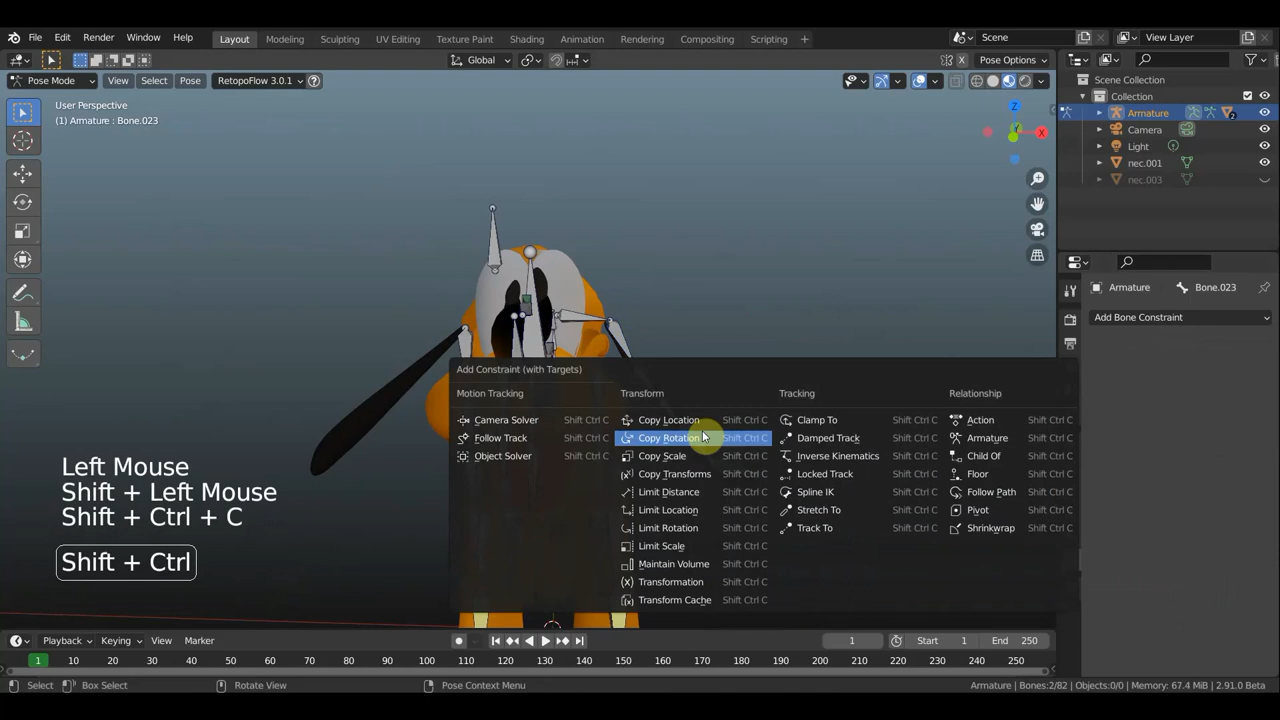 File Edit Render Window Help Layout Modeling Sculpting UV Editing Texture Paint Shading Animation Rendering Compositing Scripting + Scene View Layer
Global Pose Options
Pose Mode View Select Pose RetopoFlow 3.0.1
User Perspective
(1) Armature : Bone.023
Z
X
Y
Scene Collection
Collection
Armature 2
Camera
Light
nec.001
nec.003
Armature Bone.023
Add Bone Constraint
Add Constraint (with Targets)
Motion Tracking
Camera Solver Shift Ctrl C
Follow Track Shift Ctrl C
Object Solver Shift Ctrl C
Transform
Copy Location Shift Ctrl C
Copy Rotation Shift Ctrl C
Copy Scale Shift Ctrl C
Copy Transforms Shift Ctrl C
Limit Distance Shift Ctrl C
Limit Location Shift Ctrl C
Limit Rotation Shift Ctrl C
Limit Scale Shift Ctrl C
Maintain Volume Shift Ctrl C
Transformation Shift Ctrl C
Transform Cache Shift Ctrl C
Tracking
Clamp To Shift Ctrl C
Damped Track Shift Ctrl C
Inverse Kinematics Shift Ctrl C
Locked Track Shift Ctrl C
Spline IK Shift Ctrl C
Stretch To Shift Ctrl C
Track To Shift Ctrl C
Relationship
Action Shift Ctrl C
Armature Shift Ctrl C
Child Of Shift Ctrl C
Floor Shift Ctrl C
Follow Path Shift Ctrl C
Pivot Shift Ctrl C
Shrinkwrap Shift Ctrl C
Left Mouse
Shift + Left Mouse
Shift + Ctrl + C
Shift + Ctrl
Playback Keying View Marker 1 Start 1 End 250
1 10 20 30 40 50 60 70 80 90 100 110 120 130 140 150 160 170 180 190 200 210 220 230 240 250
Select Box Select Rotate View Pose Context Menu Armature | Bones:2/82 | Objects:0/0 | Memory: 67.4 MiB | 2.91.0 Beta